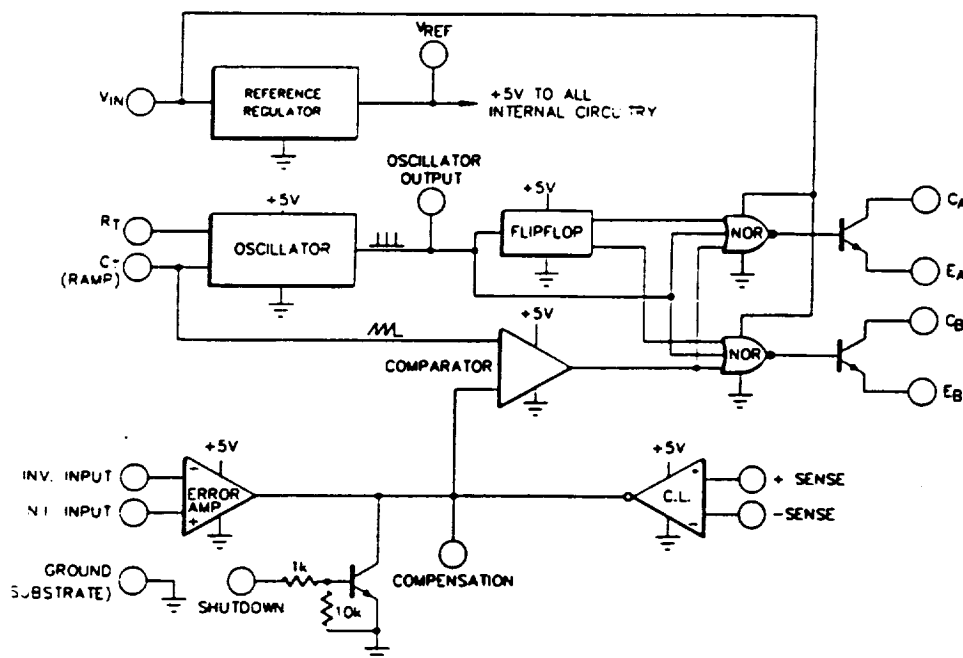 VREF
VIN
REFERENCE
REGULATOR
+5V TO ALL
INTERNAL CIRCUITRY
OSCILLATOR
OUTPUT
+5V
+5V
RT
OSCILLATOR
FLIPFLOP
NOR
CA
CT
(RAMP)
EA
+5V
CB
COMPARATOR
NOR
EB
+5V
+5V
INV. INPUT
-
ERROR
AMP
+
N.I. INPUT
C.L.
-
+ SENSE
-SENSE
GROUND
SUBSTRATE)
1k
10k
SHUTDOWN
COMPENSATION